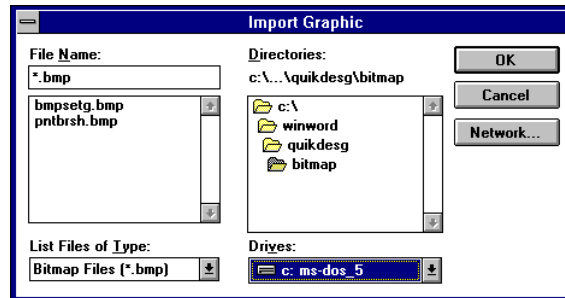 Import Graphic
File Name:
*.bmp
bmpsetg.bmp
pntbrsh.bmp
List Files of Type:
Bitmap Files (*.bmp)
Directories:
c:\...\quikdesg\bitmap
c:\
winword
quikdesg
bitmap
Drives:
c: ms-dos_5
OK
Cancel
Network...